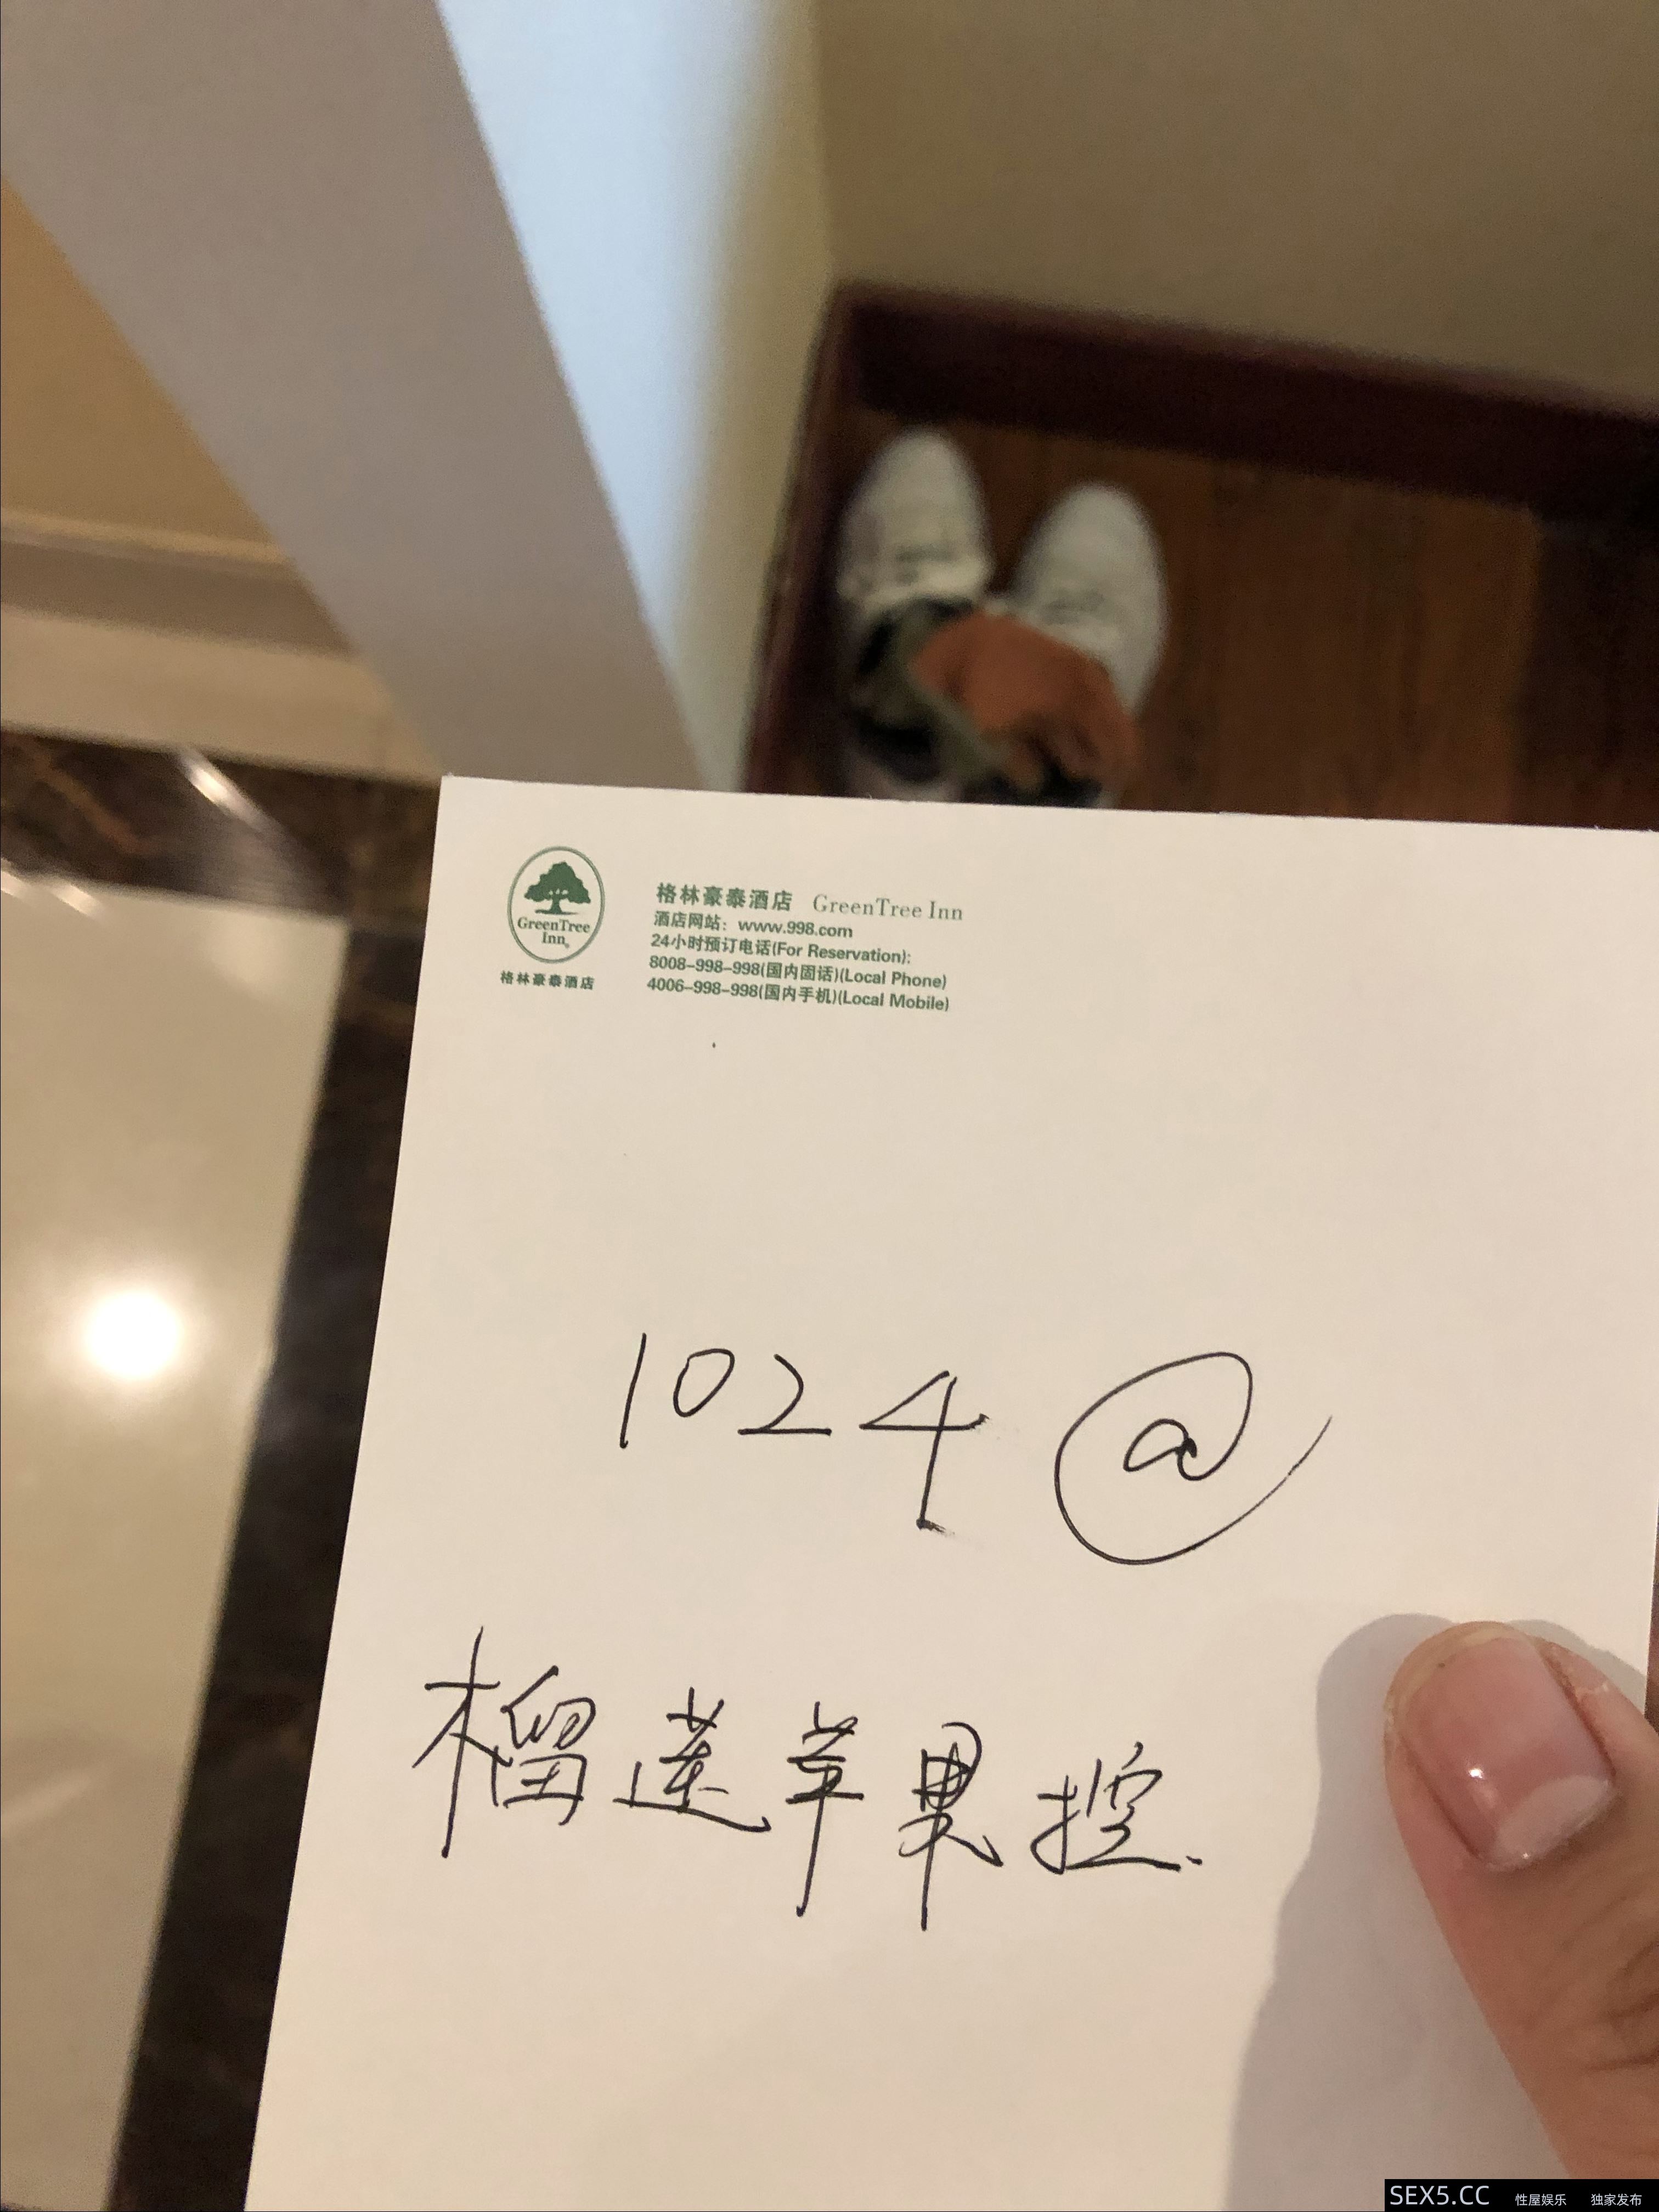 GreenTree
Inn®
格林豪泰酒店
格林豪泰酒店 GreenTree Inn
酒店网站：www.998.com
24小时预订电话(For Reservation):
8008-998-998(国内固话)(Local Phone)
4006-998-998(国内手机)(Local Mobile)
1024@
榴莲苹果控.
SEX5.CC 性屋娱乐 独家发布